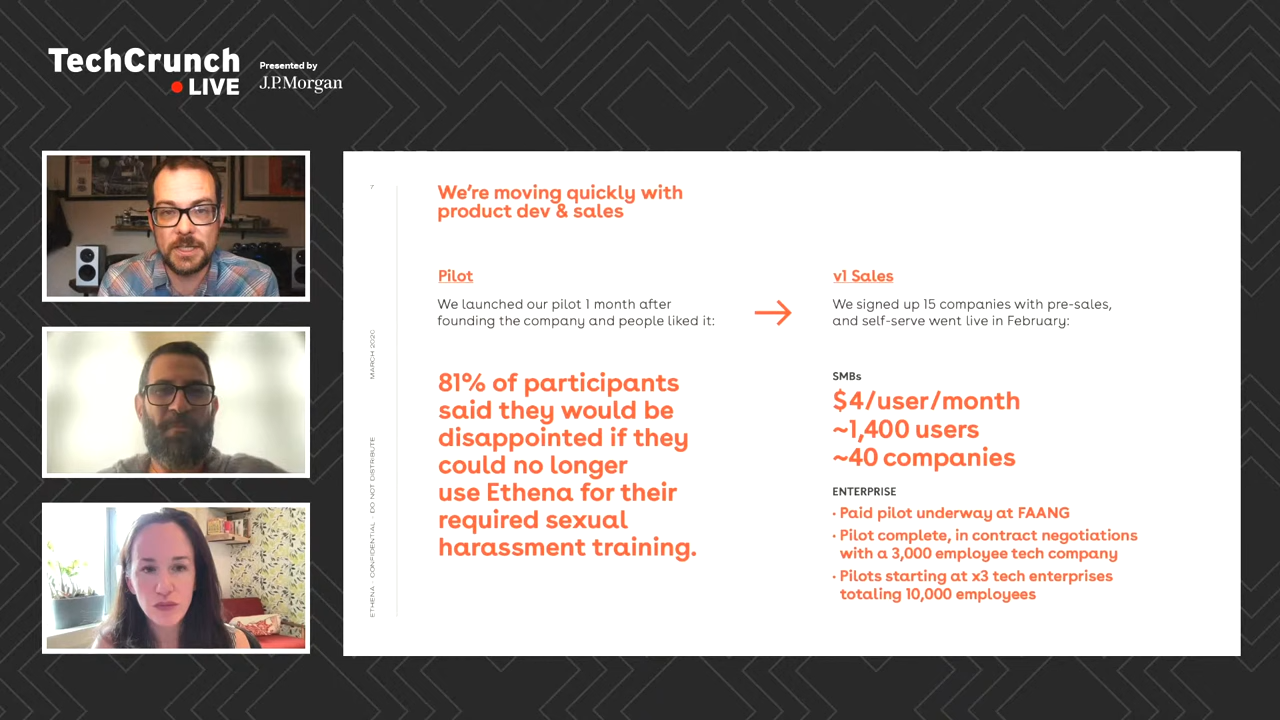 TechCrunch
LIVE
Presented by
J.P.Morgan
7
MARCH 2020
ETHENA CONFIDENTIAL DO NOT DISTRIBUTE
We're moving quickly with
product dev & sales
Pilot
We launched our pilot 1 month after
founding the company and people liked it:
81% of participants
said they would be
disappointed if they
could no longer
use Ethena for their
required sexual
harassment training.
v1 Sales
We signed up 15 companies with pre-sales,
and self-serve went live in February:
SMBs
$4/user/month
~1,400 users
~40 companies
ENTERPRISE
· Paid pilot underway at FAANG
· Pilot complete, in contract negotiations
with a 3,000 employee tech company
· Pilots starting at x3 tech enterprises
totaling 10,000 employees